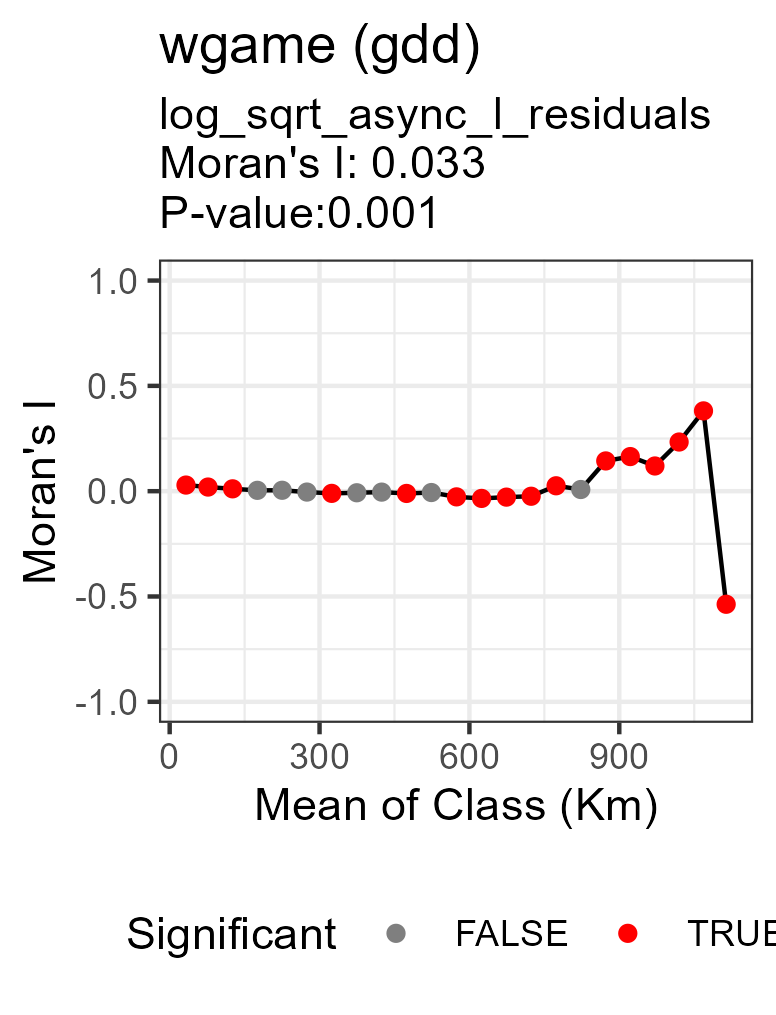 wgame (gdd)
log_sqrt_async_l_residuals
Moran's I: 0.033
P-value:0.001
1.0
0.5
0.0
-0.5
-1.0
Moran's I
0 300 600 900
Mean of Class (Km)
Significant FALSE TRUE